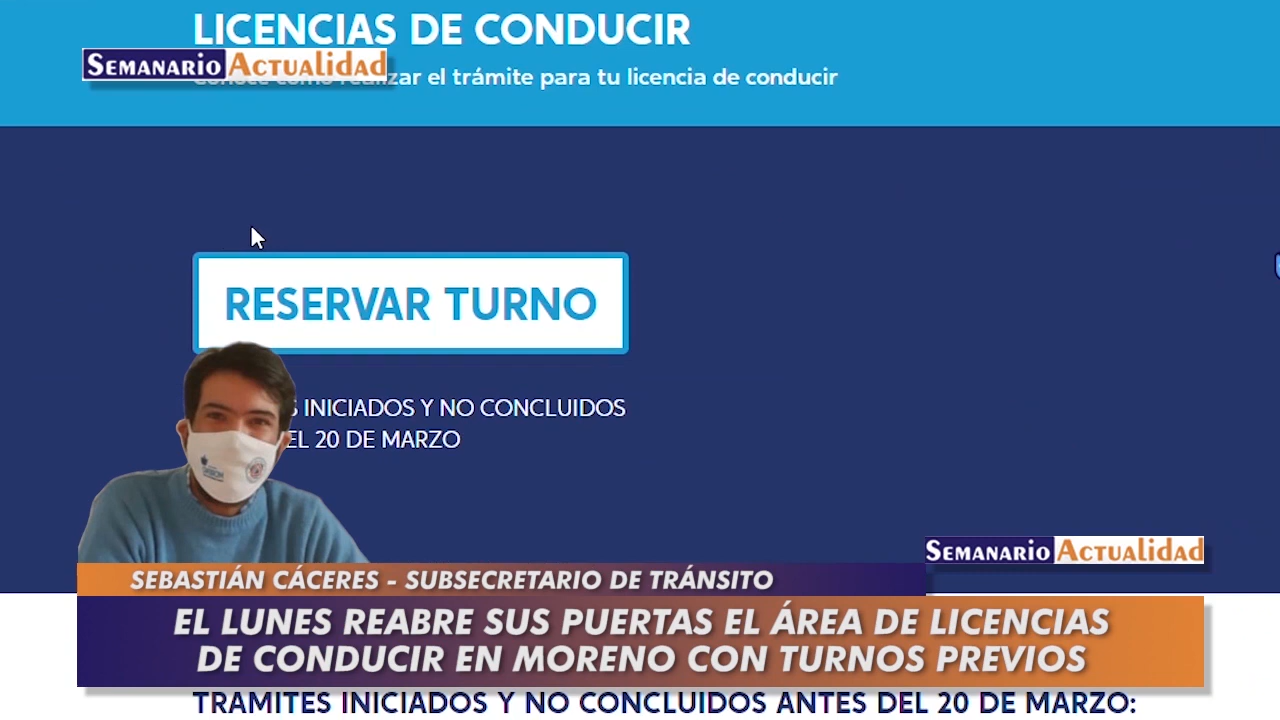 LICENCIAS DE CONDUCIR
SEMANARIO ACTUALIDAD
realizar el trámite para tu licencia de conducir
RESERVAR TURNO
INICIADOS Y NO CONCLUIDOS
EL 20 DE MARZO
SEMANARIO ACTUALIDAD
SEBASTIÁN CÁCERES - SUBSECRETARIO DE TRÁNSITO
EL LUNES REABRE SUS PUERTAS EL ÁREA DE LICENCIAS
DE CONDUCIR EN MORENO CON TURNOS PREVIOS
TRAMITES INICIADOS Y NO CONCLUIDOS ANTES DEL 20 DE MARZO: